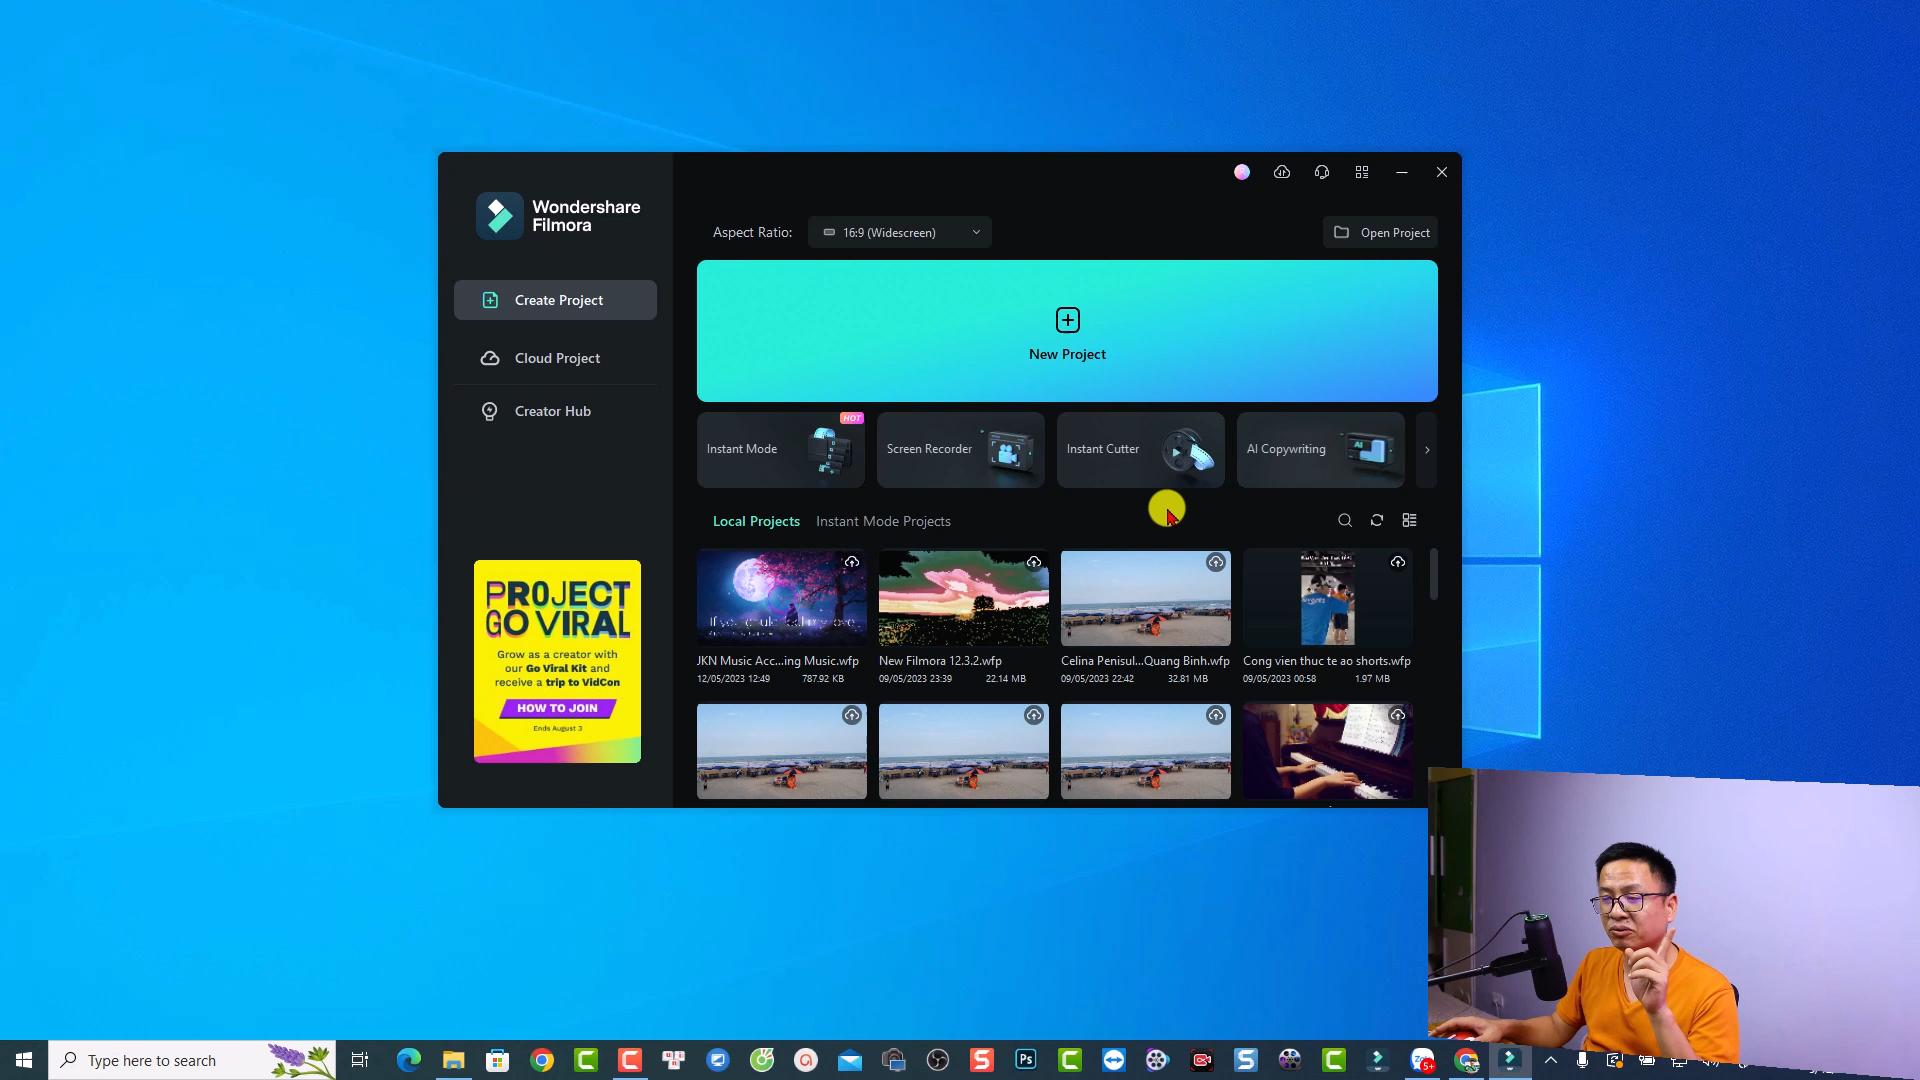 Wondershare
Filmora
Create Project
Cloud Project
Creator Hub
PROJECT
GO VIRAL
Grow as a creator with
our Go Viral Kit and
receive a trip to VidCon
HOW TO JOIN
Ends August 3
Aspect Ratio:
16:9 (Widescreen)
Open Project
New Project
Instant Mode
HOT
Screen Recorder
Instant Cutter
AI Copywriting
AI
Local Projects
Instant Mode Projects
JKN Music Acc...ing Music.wfp
12/05/2023 12:49 787.92 KB
New Filmora 12.3.2.wfp
09/05/2023 23:39 22.14 MB
Celina Penisul...Quang Binh.wfp
09/05/2023 22:42 32.81 MB
Cong vien thuc te ao shorts.wfp
09/05/2023 00:58 1.97 MB
Type here to search
Ps
Zalo
5+